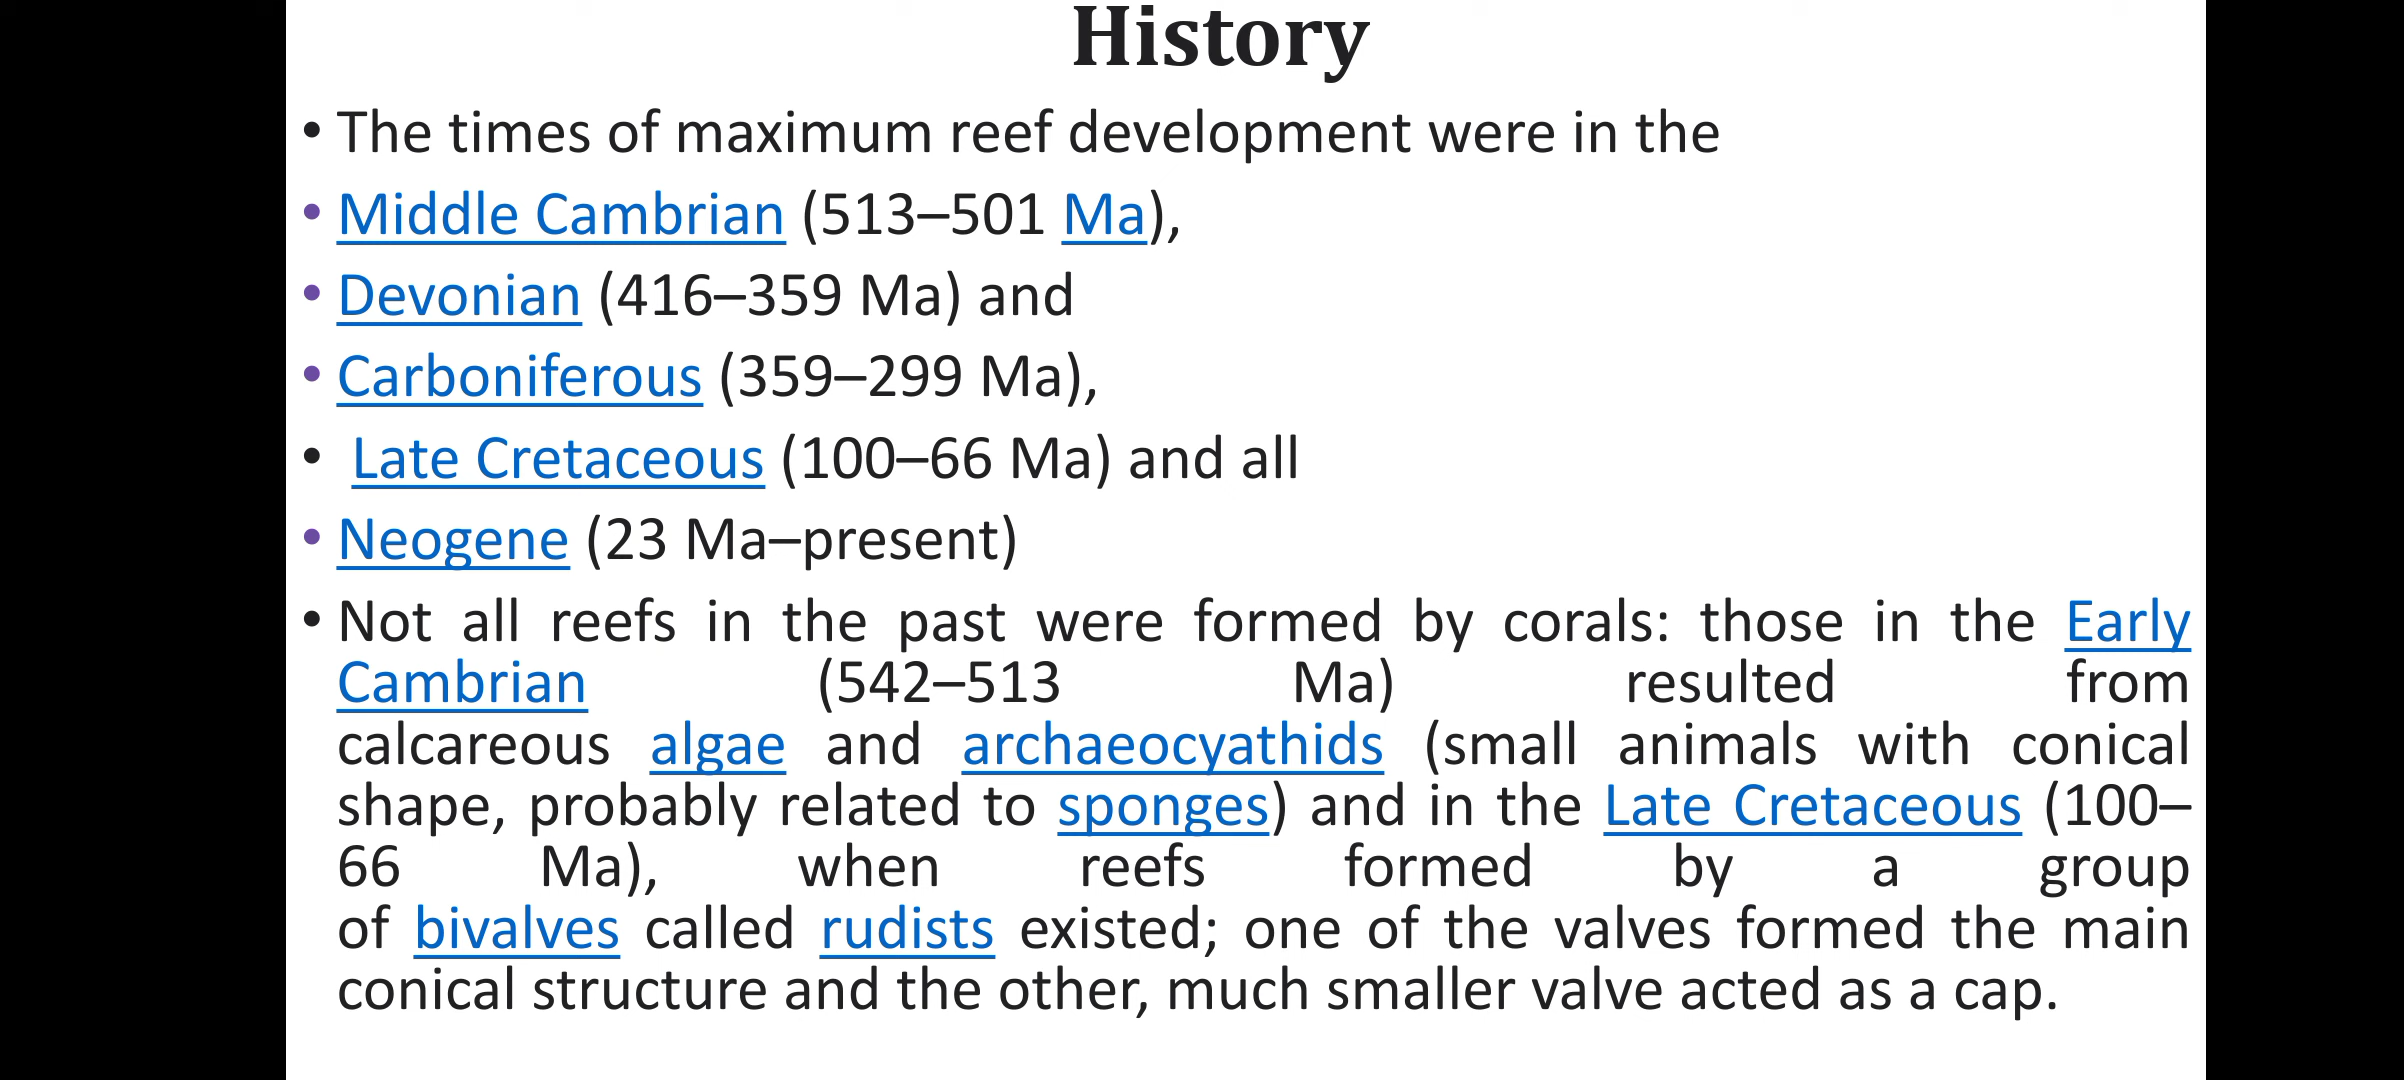 History
• The times of maximum reef development were in the
• Middle Cambrian (513–501 Ma),
• Devonian (416–359 Ma) and
• Carboniferous (359–299 Ma),
• Late Cretaceous (100–66 Ma) and all
• Neogene (23 Ma–present)
• Not all reefs in the past were formed by corals: those in the Early
Cambrian (542–513 Ma) resulted from
calcareous algae and archaeocyathids (small animals with conical
shape, probably related to sponges) and in the Late Cretaceous (100–
66 Ma), when reefs formed by a group
of bivalves called rudists existed; one of the valves formed the main
conical structure and the other, much smaller valve acted as a cap.